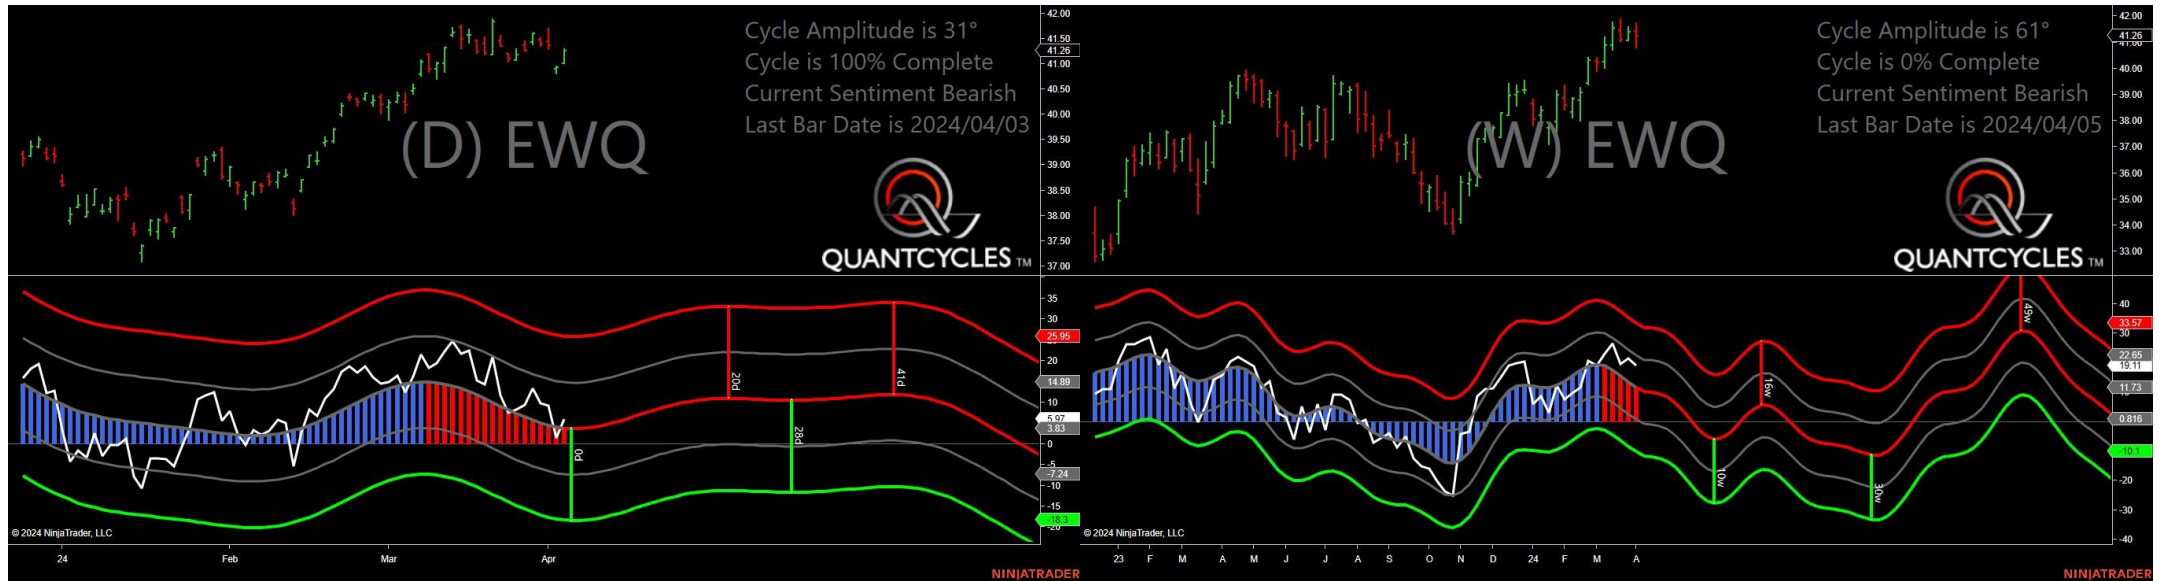 Cycle Amplitude is 31°
Cycle is 100% Complete
Current Sentiment Bearish
Last Bar Date is 2024/04/03
(D) EWQ
QUANTCYCLES TM
42.00
41.50
41.26
41.00
40.50
40.00
39.50
39.00
38.50
38.00
37.50
37.00
35
30
25.95
20
14.89
10
5.97
3.83
0
-5
-7.24
-10
-15
-18.3
-20
0d
20d
28d
41d
© 2024 NinjaTrader, LLC
24 Feb Mar Apr
NINJATRADER
Cycle Amplitude is 61°
Cycle is 0% Complete
Current Sentiment Bearish
Last Bar Date is 2024/04/05
(W) EWQ
QUANTCYCLES TM
42.00
41.26
41.00
40.00
39.00
38.00
37.00
36.00
35.00
34.00
33.00
40
33.57
30
22.65
19.11
11.73
0.816
-10.1
-20
-30
-40
10w
16w
30w
49w
© 2024 NinjaTrader, LLC
23 F M A M J J A S O N D 24 F M A
NINJATRADER